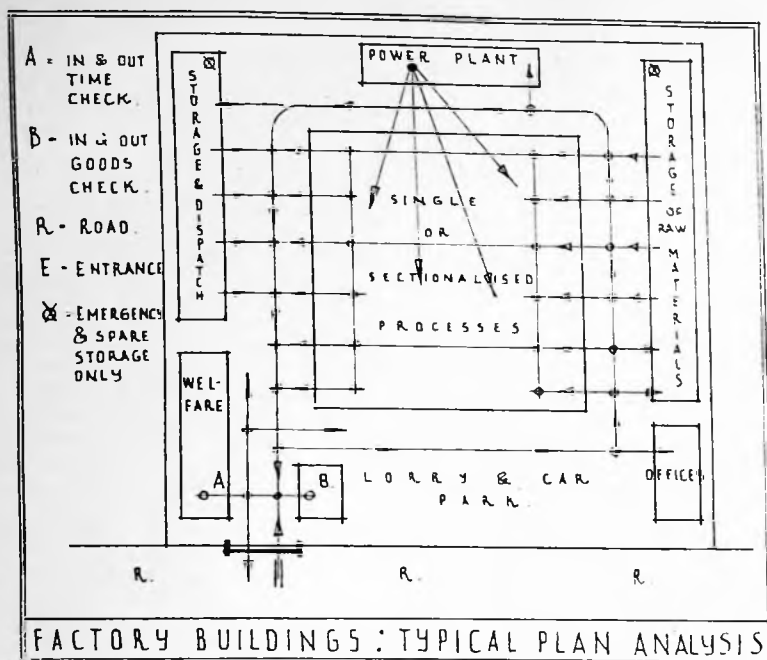 A = IN & OUT
TIME
CHECK.
B - IN & OUT
GOODS
CHECK.
R - ROAD.
E - ENTRANCE
⊗ - EMERGENCY
& SPARE
STORAGE
ONLY
STORAGE & DISPATCH
POWER PLANT
STORAGE OF RAW MATERIALS
SINGLE
OR
SECTIONALISED
PROCESSES
WEL-
FARE
A
B
LORRY & CAR
PARK.
OFFICES
R.
R.
R.
FACTORY BUILDINGS : TYPICAL PLAN ANALYSIS